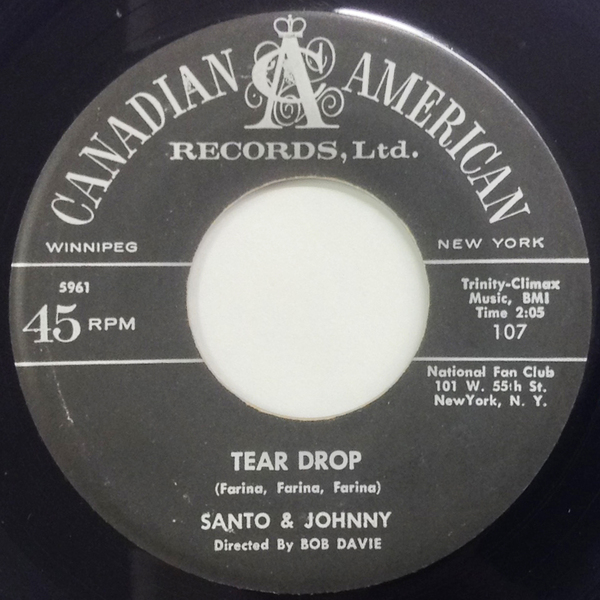 CANADIAN AMERICAN
CA
RECORDS, Ltd.
WINNIPEG
NEW YORK
5961
45 RPM
Trinity-Climax
Music, BMI
Time 2:05
107
National Fan Club
101 W. 55th St.
NewYork, N. Y.
TEAR DROP
(Farina, Farina, Farina)
SANTO & JOHNNY
Directed By BOB DAVIE